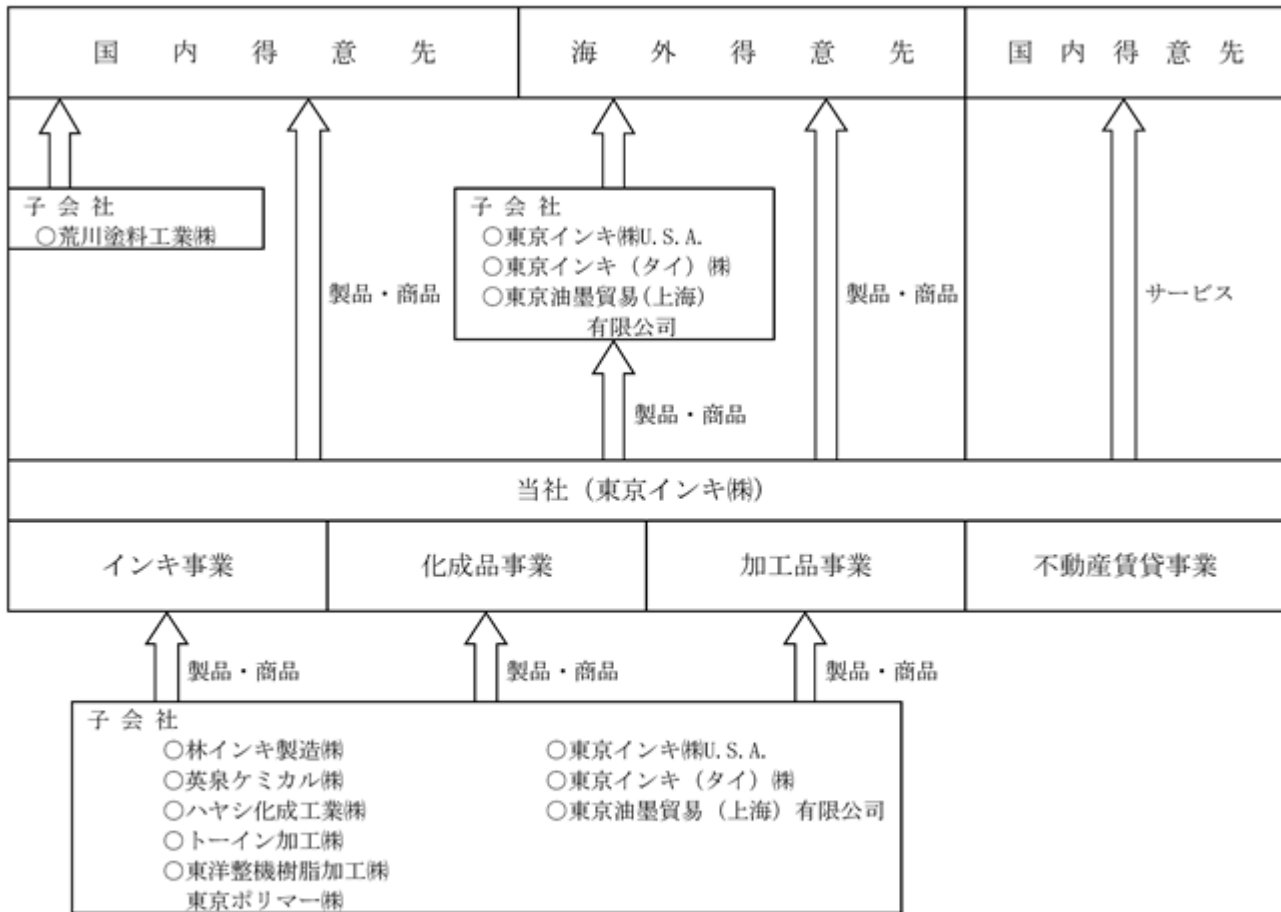 国内得意先
海外得意先
国内得意先
子会社
○荒川塗料工業㈱
子会社
○東京インキ㈱U.S.A.
○東京インキ（タイ）㈱
○東京油墨貿易(上海)
有限公司
製品・商品
製品・商品
サービス
製品・商品
当社（東京インキ㈱）
インキ事業
化成品事業
加工品事業
不動産賃貸事業
製品・商品
製品・商品
製品・商品
子会社
○林インキ製造㈱
○英泉ケミカル㈱
○ハヤシ化成工業㈱
○トーイン加工㈱
○東洋整機樹脂加工㈱
東京ポリマー㈱
○東京インキ㈱U.S.A.
○東京インキ（タイ）㈱
○東京油墨貿易（上海）有限公司